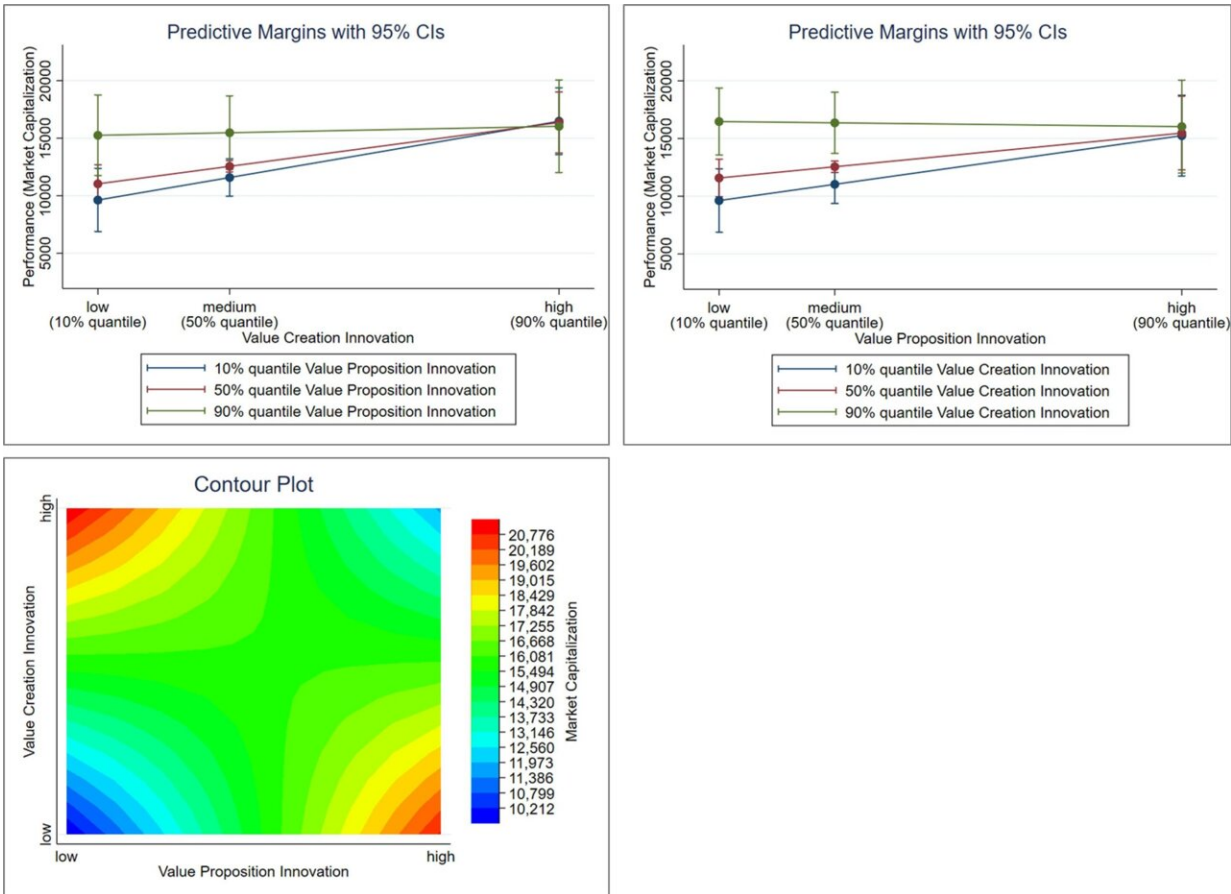 Predictive Margins with 95% CIs
Performance (Market Capitalization)
20000
15000
10000
5000
low
(10% quantile)
medium
(50% quantile)
high
(90% quantile)
Value Creation Innovation
10% quantile Value Proposition Innovation
50% quantile Value Proposition Innovation
90% quantile Value Proposition Innovation
Predictive Margins with 95% CIs
Performance (Market Capitalization)
20000
15000
10000
5000
low
(10% quantile)
medium
(50% quantile)
high
(90% quantile)
Value Proposition Innovation
10% quantile Value Creation Innovation
50% quantile Value Creation Innovation
90% quantile Value Creation Innovation
Contour Plot
high
Value Creation Innovation
low
low
high
Value Proposition Innovation
20,776
20,189
19,602
19,015
18,429
17,842
17,255
16,668
16,081
15,494
14,907
14,320
13,733
13,146
12,560
11,973
11,386
10,799
10,212
Market Capitalization